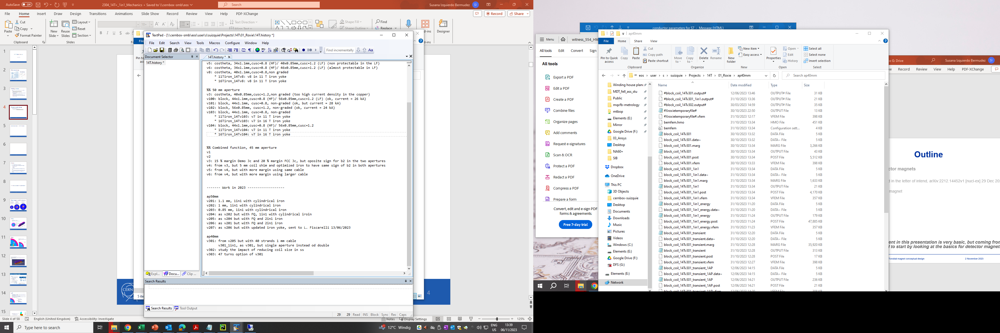 AutoSave Off
2304_14T+_1in1_Mechanics • Saved to \\cernbox-smb\eos
Search
Susana Izquierdo Bermudez SI
File Home Insert Draw Design Transitions Animations Slide Show Record Review View Help PDF-XChange
Record Share
Paste
Cut
Copy
Format Painter
Clipboard
New Slide
Reuse Slides
Layout
Reset
Section
Slides
Text Direction
Align Text
Shape Fill
Shape Outline
Find
Replace
Designer
TextPad - [\\cernbox-smb\eos\user\s\suizquie\Projects\14T\01_Roxie\14T.history *]
File Edit Search View Tools Macros Configure Window Help
Find incrementally
Document Selector
14T.history *
14T.history *
v5: costheta, 34x1.1mm,cusc=0.8 (HF)/ 40x0.85mm,cusc=1.2 (LF) (non protectable in the LF)
v6: costheta, 34x1.1mm,cusc=0.8 (HF)/ 46x0.85mm,cusc=1.2 (LF) (almost protectable in LF)
v8: costheta, 40x1.1mm,cusc=0.8,non graded
* 11Tiron_14Tv8: v8 in 11 T iron yoke
* 16Tiron_14Tv8: v8 in 16 T iron yoke
%% 50 mm aperture
v3: costheta, 40x0.85mm,cusc=1.2,non graded (too high current density in the copper)
v100: block, 44x1.1mm,cusc=0.8 (HF)/ 56x0.85mm,cusc=1.2 (LF) (ok, current = 26 kA)
v101: block, 44x1.1mm, cusc=0.8, non-graded (ok, but current = 28 kA)
v102: block, 56x0.85mm, cusc=1.2, non-graded (ok, current = 24 kA)
v103: block, 44x1.1mm, cusc=0.8, non-graded
* 11Tiron_14Tv103: v7 in 11 T iron yoke
* 16Tiron_14Tv103: v7 in 16 T iron yoke
v104: block, 44x1.1mm,cusc=0.8 (HF)/ 56x0.85mm,cusc=1.2
* 11Tiron_14Tv104: v7 in 11 T iron yoke
* 16Tiron_14Tv104: v7 in 16 T iron yoke
%% Combined function, 45 mm aperture
v1
v2
v3: 15 % margin Demo Jc and 20 % margin FCC Jc, but oposite sign for b2 in the two apertures
v4: from v3, but 5 mm coil shim and optimized iron to have same sign of b2 in both apertures
v5: from v4, but with more margin using same cable
v6: from v4, but with more margin using larger cable
------- Work in 2023 -------------------
ap50mm
v201: 1.1 mm, 1in1 with cylindrical iron
v202: 1 mm, 1in1 with cylindrical iron
v203: 0.85 mm, 1in1 with cylindrical iron
v204: as v202 but with FQ, 1in1 with cylindrical iroin
v205: as v204 but with FQ and 2in1 iron
v206: as v201 but with FQ and 2in1 iron
v207: as v206 but with updated iron yoke, sent to L. Fiscarelli 13/06/2023
ap40mm
v301: from v205 but with 40 strands 1 mm cable
v301_1in1, as v301, but single aperture instead od double
v302: study the impact of reducing coil size in ss
v303: 47 turns option of v301
Expl... Docu... Clip ...
Search Results
Search Results Tool Output
29 29 Read INS Block Sync Rec Caps
Slide 4 of 58 English (United Kingdom) Accessibility: Investigate
Notes Display Settings 125%
Type here to search
12°C Windig
ENG US
13:39
06/11/2023
conductor parameters for S7 - Message (HTML)
Menu witness_554_H16
All tools Edit Convert Sign
All tools
Export a PDF
Edit a PDF
Create a PDF
Combine files
Organize pages
Add comments
Request e-signatures
Scan & OCR
Protect a PDF
Redact a PDF
Compress a PDF
Prepare a form
Convert, edit and e-sign PDF
forms & agreements.
Free 7-day trial
ap40mm
File Home Share View
Pin to Quick access
Copy
Paste
Cut
Copy path
Paste shortcut
Clipboard
Move to
Copy to
Delete
Rename
Organize
New folder
New item
Easy access
New
Properties
Open
Edit
History
Open
Select all
Select none
Invert selection
Select
eos › user › s › suizquie › Projects › 14T › 01_Roxie › ap40mm
Search ap40mm
Winding house plan
MDT_fell_ass_stu
Public
mqxfb-metrology
mtbop
Elements (E:)
Mirror
Google Drive (F:)
03_Ansys
Desktop
NA60+
SIB
Dropbox
OneDrive
This PC
3D Objects
cernbox-suizquie
Desktop
Documents
Downloads
Music
Pictures
Videos
Windows (C:)
Elements (E:)
Google Drive (F:)
DFS (G:)
Elements (E:)
Network
Name Date modified Type Size
#block_coil_14Tv301.output# 12/06/2023 13:46 OUTPUT# File 31 KB
#block_coil_14Tv301_1in1.output# 31/10/2023 13:36 OUTPUT# File 21 KB
#block_coil_14Tv302.output# 30/03/2023 14:59 OUTPUT# File 35 KB
#Xroxietemporaryfile# 30/10/2023 22:50 OUTPUT File 13 KB
#Xroxietemporaryfile#.vfem 31/10/2023 12:17 VFEM File 398 KB
bemfem.hmo 31/10/2023 13:34 HMO File 451 KB
bemfem 31/10/2023 13:34 Configuration sett... 4 KB
block_coil_14Tv301 30/10/2023 13:32 DATA File 5 KB
block_coil_14Tv301.data~ 30/10/2023 13:32 DATA~ File 5 KB
block_coil_14Tv301.marg 30/10/2023 13:34 MARG File 3,266 KB
block_coil_14Tv301 30/10/2023 13:34 OUTPUT File 43 KB
block_coil_14Tv301.post 30/10/2023 13:34 POST File 5,512 KB
block_coil_14Tv301.vfem 30/10/2023 13:33 VFEM File 398 KB
block_coil_14Tv301_1in1 31/10/2023 13:34 DATA File 5 KB
block_coil_14Tv301_1in1.data~ 31/10/2023 13:34 DATA~ File 5 KB
block_coil_14Tv301_1in1.marg 31/10/2023 13:34 MARG File 1,633 KB
block_coil_14Tv301_1in1 31/10/2023 13:34 OUTPUT File 21 KB
block_coil_14Tv301_1in1.post 31/10/2023 13:34 POST File 4,170 KB
block_coil_14Tv301_1in1.vfem 31/10/2023 13:34 VFEM File 357 KB
block_coil_14Tv301_1in1_energy 31/10/2023 11:20 DATA File 5 KB
block_coil_14Tv301_1in1_energy.data~ 31/10/2023 11:20 DATA~ File 5 KB
block_coil_14Tv301_1in1_energy 31/10/2023 11:24 OUTPUT File 179 KB
block_coil_14Tv301_1in1_energy.post 31/10/2023 11:24 POST File 47,885 KB
block_coil_14Tv301_1in1_energy.vfem 31/10/2023 11:23 VFEM File 357 KB
block_coil_14Tv301_transient 31/10/2023 12:20 DATA File 5 KB
block_coil_14Tv301_transient.data~ 31/10/2023 12:20 DATA~ File 5 KB
block_coil_14Tv301_transient.marg 31/10/2023 12:28 MARG File 35,920 KB
block_coil_14Tv301_transient 31/10/2023 12:28 OUTPUT File 313 KB
block_coil_14Tv301_transient.post 31/10/2023 12:28 POST File 17 KB
block_coil_14Tv301_transient.vfem 31/10/2023 12:27 VFEM File 398 KB
block_coil_14Tv301_transient_1AP 12/06/2023 14:15 DATA File 5 KB
block_coil_14Tv301_transient_1AP.data~ 12/06/2023 14:15 DATA~ File 5 KB
block_coil_14Tv301_transient_1AP 12/06/2023 14:21 OUTPUT File 236 KB
block_coil_14Tv301_transient_1AP.post 12/06/2023 14:21 POST File 21 KB
G: Drive
Susana Izquierdo Bermudez SI
Record Review View Help PDF-XChange
Outline
ctor magnets
d in the letter of intend, arXiv:2212.14452v1 [nucl-ex] 29 Dec 20
magnet
ent in this presentation is very basic, but coming from
d to start by looking at the basics for detector magnet
Toroidal magnet conceptual design 2 November 2023